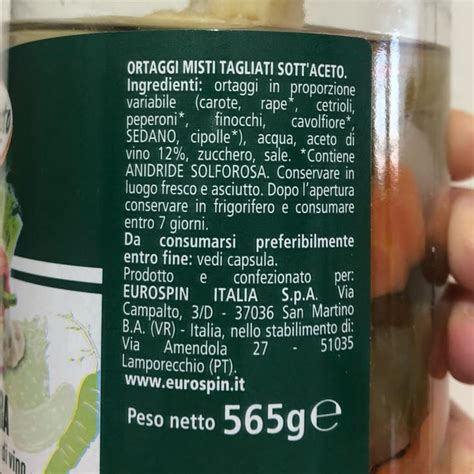 ORTAGGI MISTI TAGLIATI SOTT'ACETO.
Ingredienti: ortaggi in proporzione
variabile (carote, rape*, cetrioli,
peperoni*, finocchi, cavolfiore*,
SEDANO, cipolle*), acqua, aceto di
vino 12%, zucchero, sale. *Contiene
ANIDRIDE SOLFOROSA. Conservare in
luogo fresco e asciutto. Dopo l'apertura
conservare in frigorifero e consumare
entro 7 giorni.
Da consumarsi preferibilmente
entro fine: vedi capsula.
Prodotto e confezionato per:
EUROSPIN ITALIA S.p.A. Via
Campalto, 3/D - 37036 San Martino
B.A. (VR) - Italia, nello stabilimento di:
Via Amendola 27 - 51035
Lamporecchio (PT).
www.eurospin.it
Peso netto 565g e
di vino